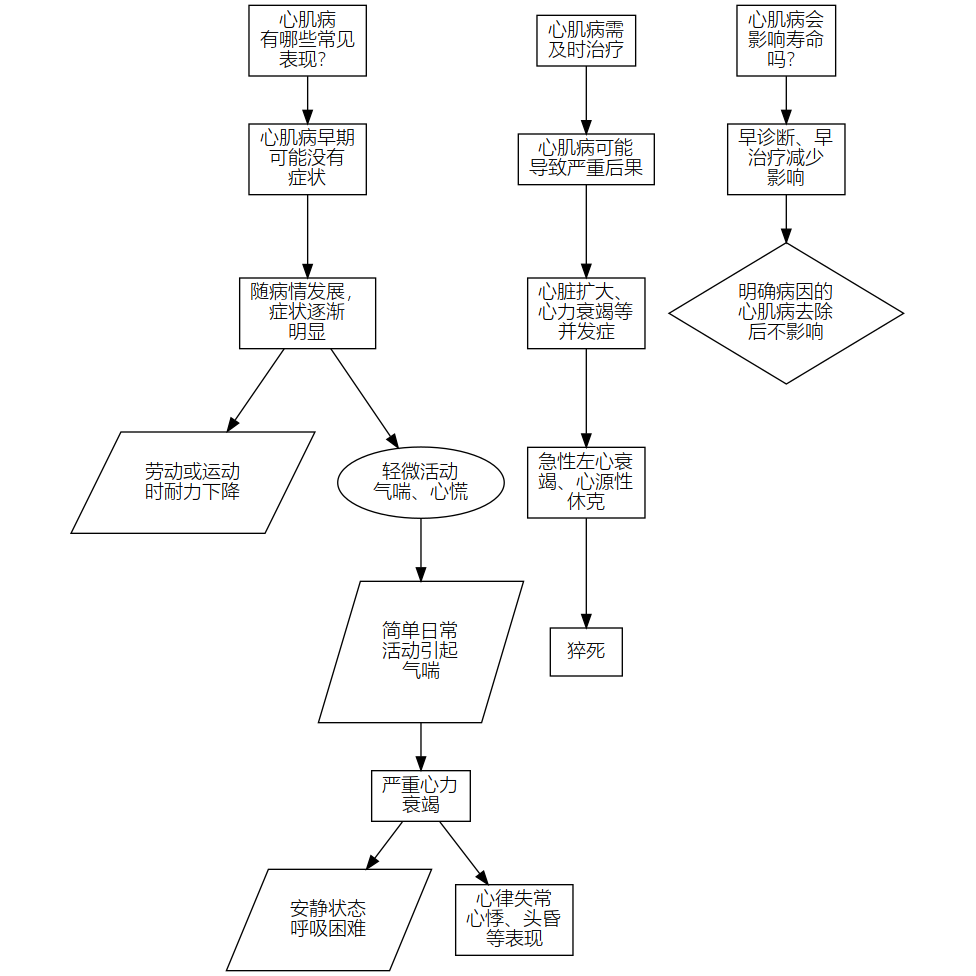 心肌病
有哪些常见
表现？
心肌病早期
可能没有
症状
随病情发展，
症状逐渐
明显
劳动或运动
时耐力下降
轻微活动
气喘、心慌
简单日常
活动引起
气喘
严重心力
衰竭
安静状态
呼吸困难
心律失常
心悸、头昏
等表现
心肌病需
及时治疗
心肌病可能
导致严重后果
心脏扩大、
心力衰竭等
并发症
急性左心衰
竭、心源性
休克
猝死
心肌病会
影响寿命
吗？
早诊断、早
治疗减少
影响
明确病因的
心肌病去除
后不影响